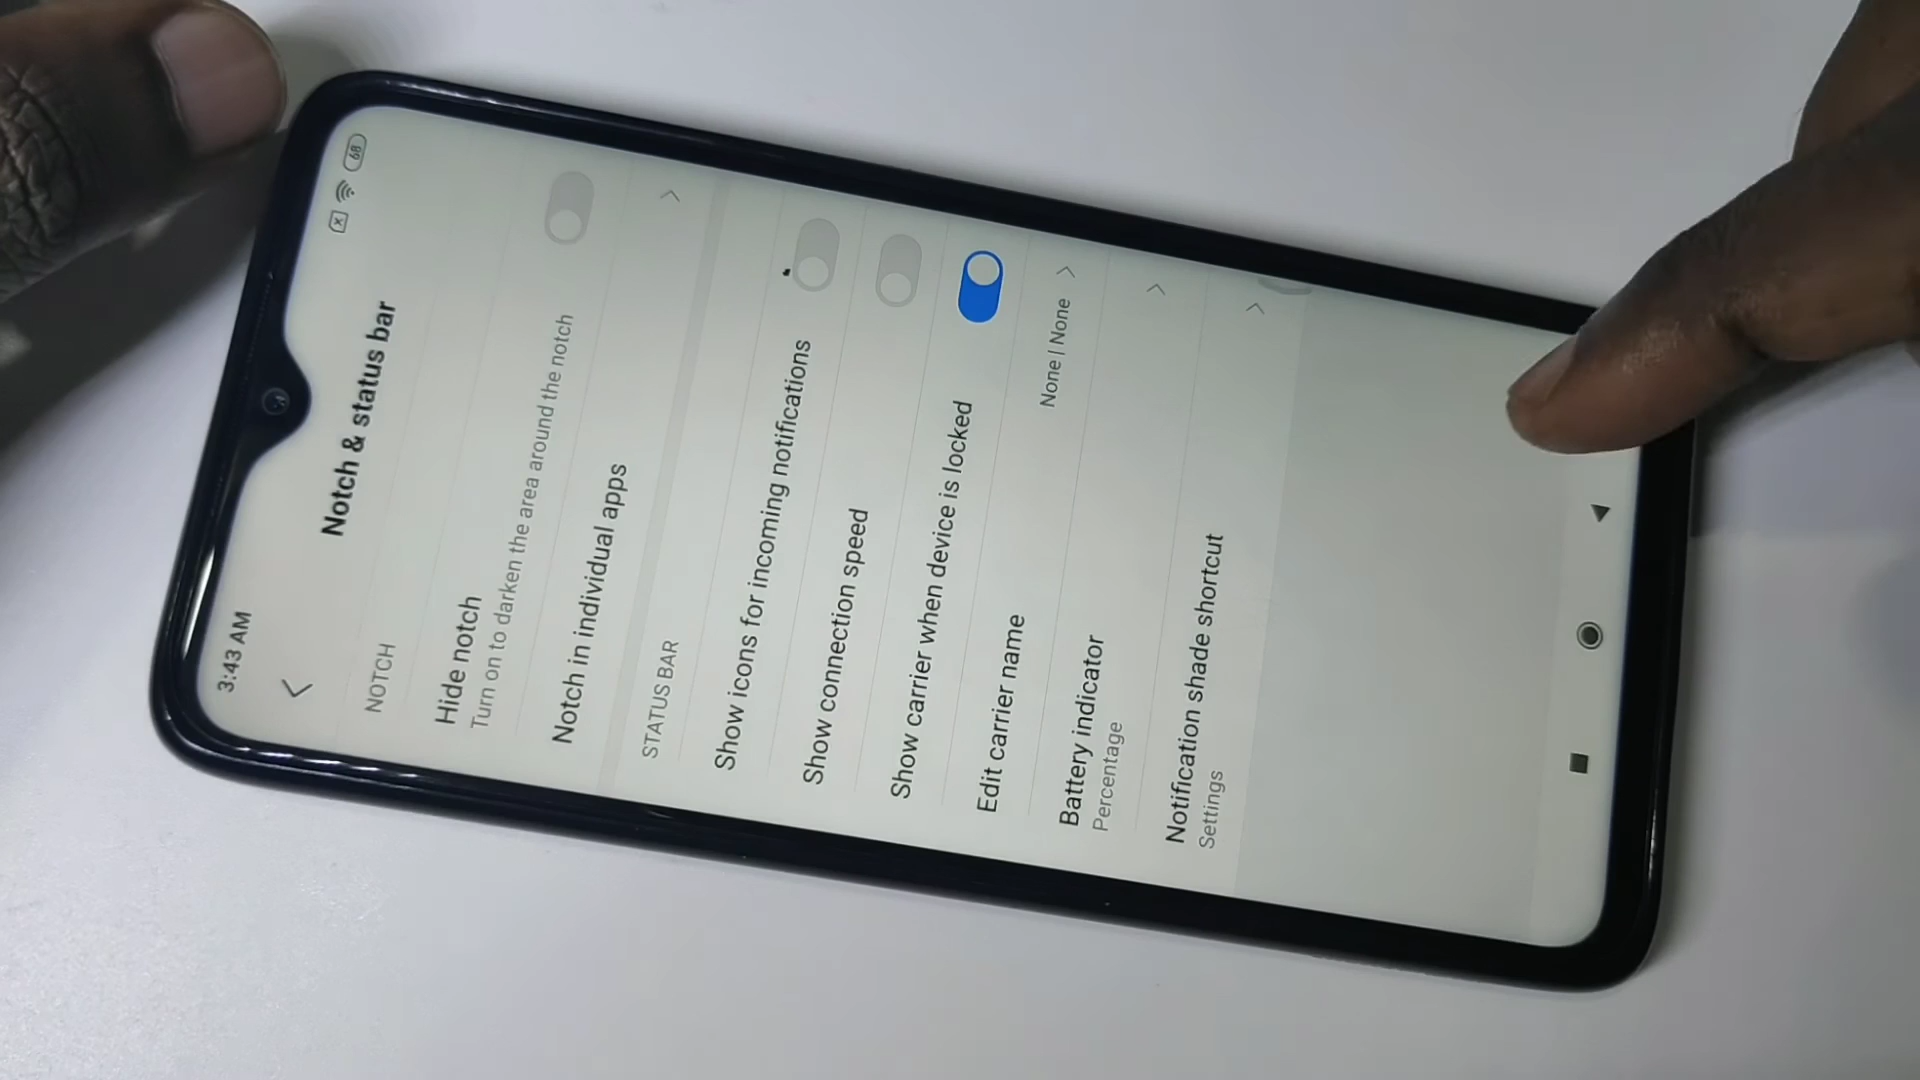 3:43 AM
68
Notch & status bar
NOTCH
Hide notch
Turn on to darken the area around the notch
Notch in individual apps
STATUS BAR
Show icons for incoming notifications
Show connection speed
Show carrier when device is locked
Edit carrier name
None | None
Battery indicator
Percentage
Notification shade shortcut
Settings